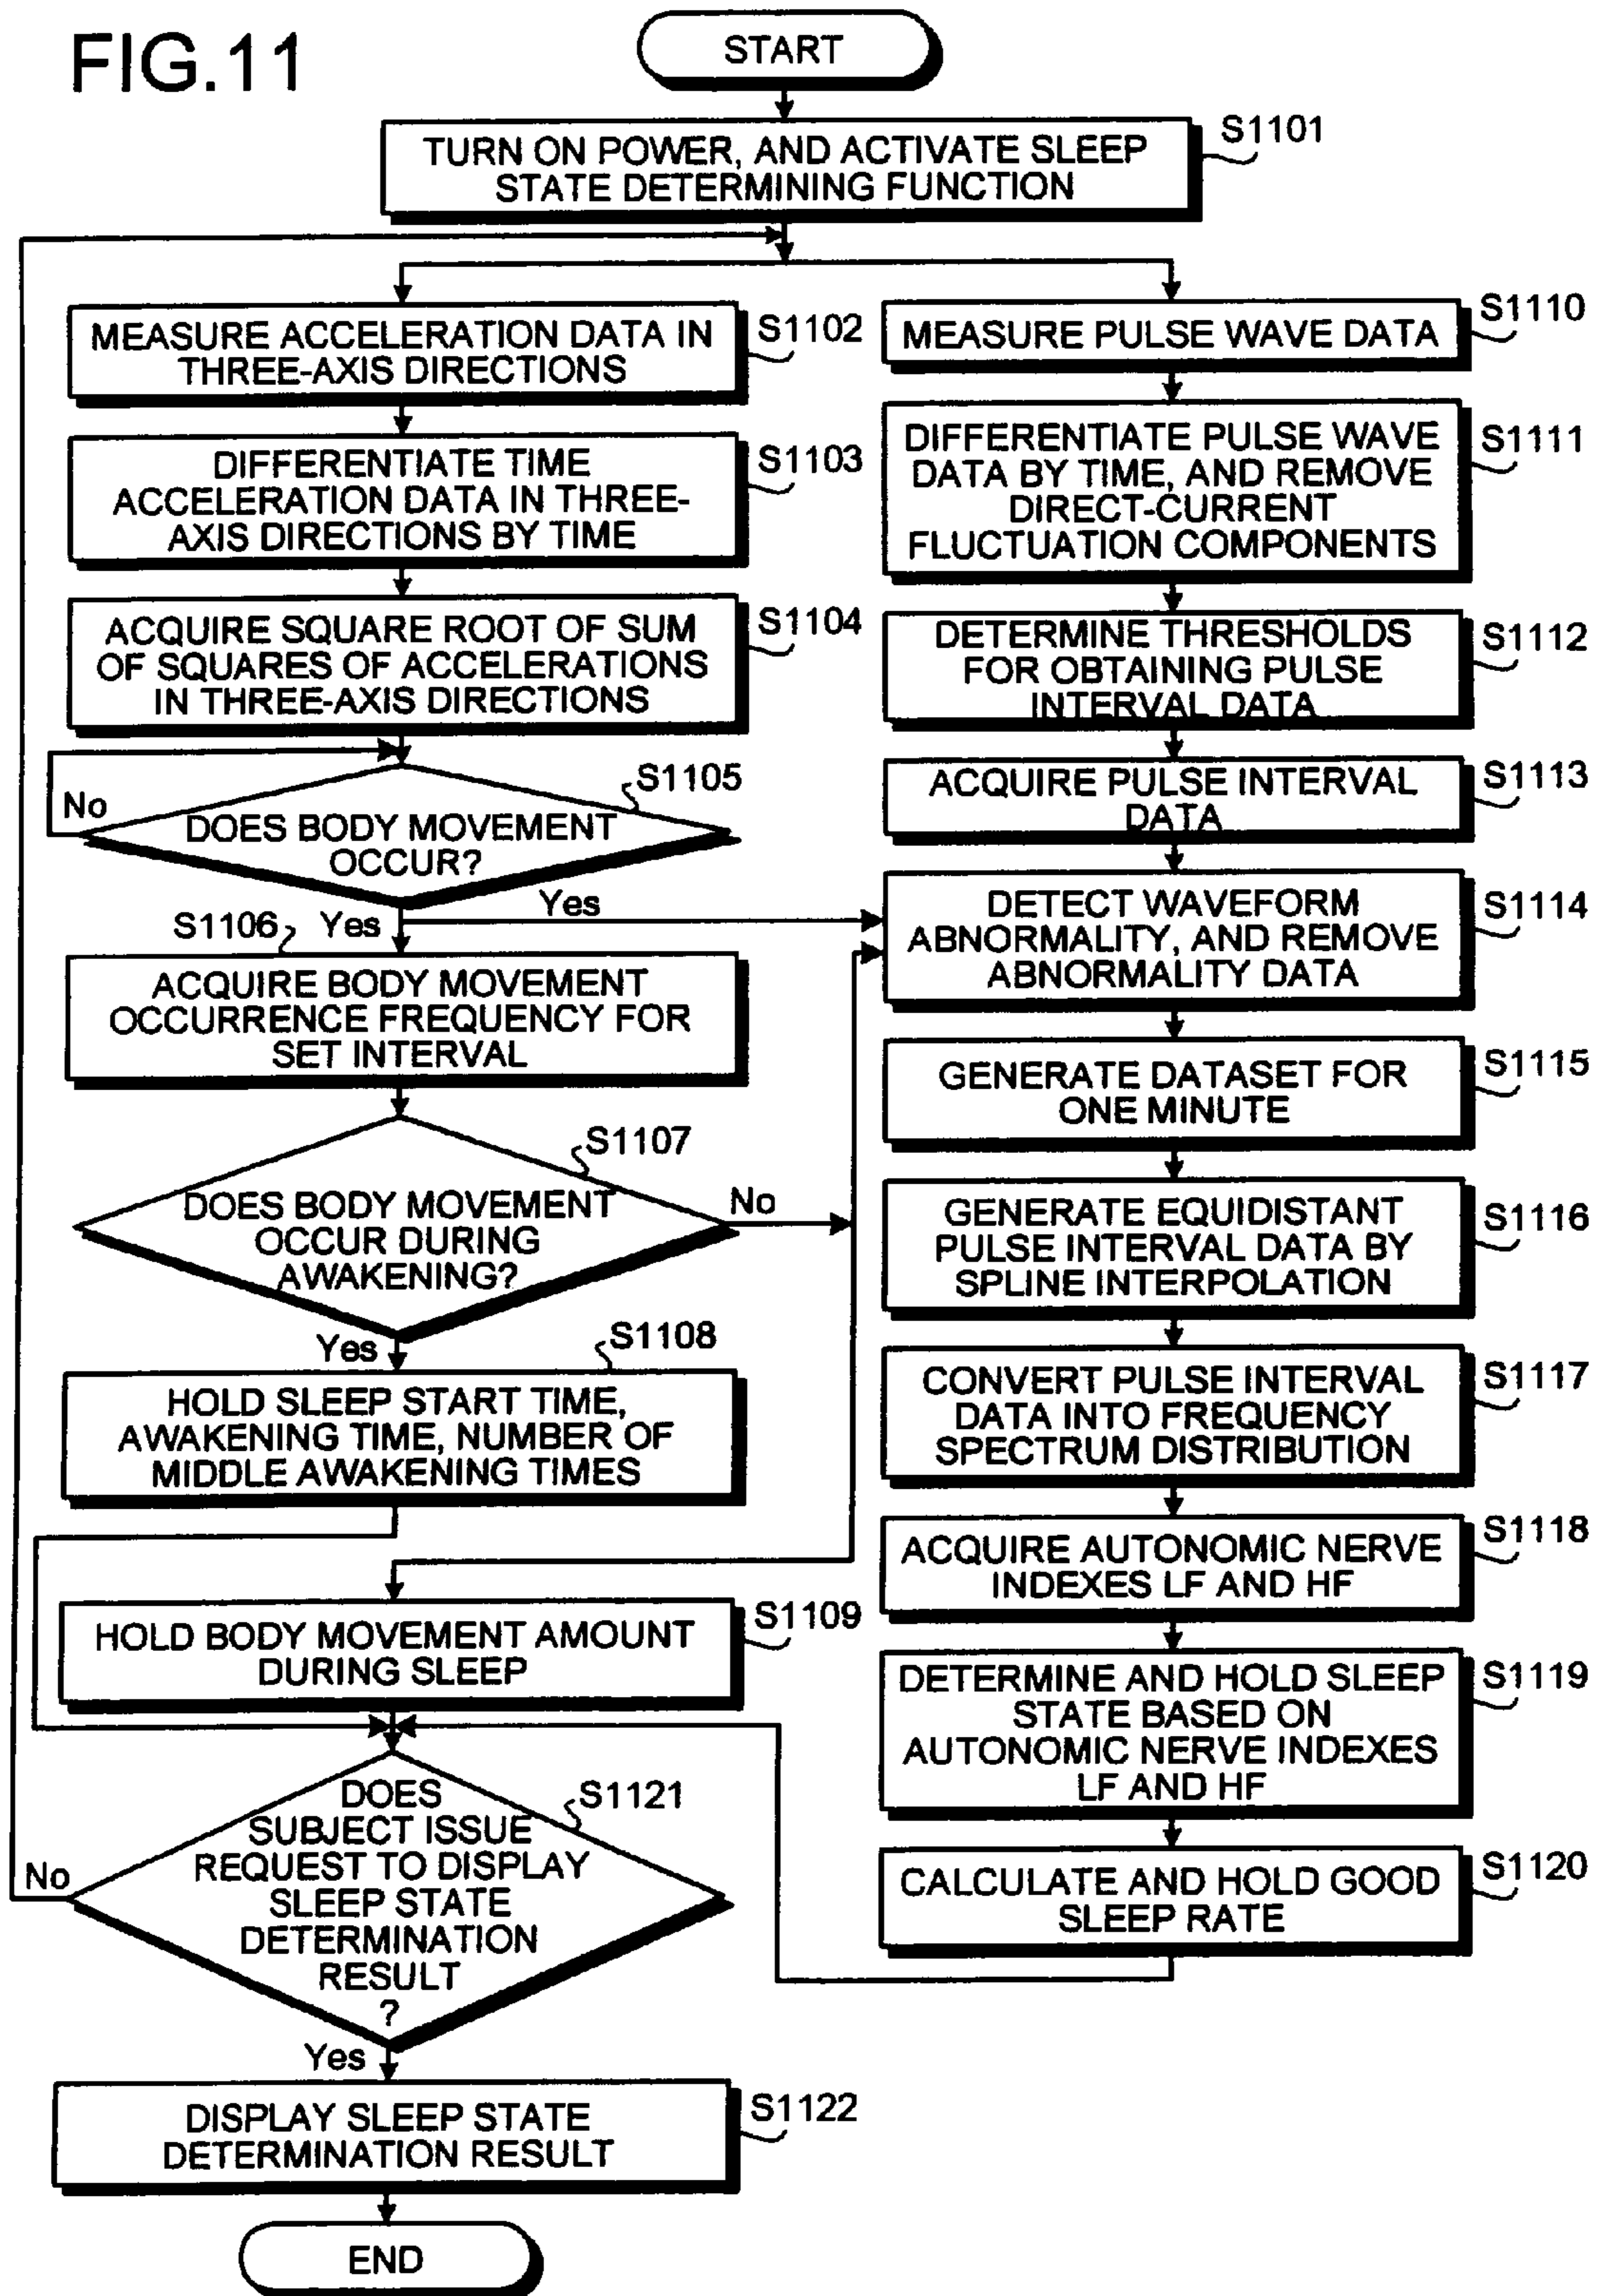 FIG.11
START
TURN ON POWER, AND ACTIVATE SLEEP
STATE DETERMINING FUNCTION
S1101
MEASURE ACCELERATION DATA IN
THREE-AXIS DIRECTIONS
S1102
DIFFERENTIATE TIME
ACCELERATION DATA IN THREE-
AXIS DIRECTIONS BY TIME
S1103
ACQUIRE SQUARE ROOT OF SUM
OF SQUARES OF ACCELERATIONS
IN THREE-AXIS DIRECTIONS
S1104
No
S1105
DOES BODY MOVEMENT
OCCUR?
Yes
Yes
S1106
ACQUIRE BODY MOVEMENT
OCCURRENCE FREQUENCY FOR
SET INTERVAL
S1107
DOES BODY MOVEMENT
OCCUR DURING
AWAKENING?
No
Yes
S1108
HOLD SLEEP START TIME,
AWAKENING TIME, NUMBER OF
MIDDLE AWAKENING TIMES
HOLD BODY MOVEMENT AMOUNT
DURING SLEEP
S1109
MEASURE PULSE WAVE DATA
S1110
DIFFERENTIATE PULSE WAVE
DATA BY TIME, AND REMOVE
DIRECT-CURRENT
FLUCTUATION COMPONENTS
S1111
DETERMINE THRESHOLDS
FOR OBTAINING PULSE
INTERVAL DATA
S1112
ACQUIRE PULSE INTERVAL
DATA
S1113
DETECT WAVEFORM
ABNORMALITY, AND REMOVE
ABNORMALITY DATA
S1114
GENERATE DATASET FOR
ONE MINUTE
S1115
GENERATE EQUIDISTANT
PULSE INTERVAL DATA BY
SPLINE INTERPOLATION
S1116
CONVERT PULSE INTERVAL
DATA INTO FREQUENCY
SPECTRUM DISTRIBUTION
S1117
ACQUIRE AUTONOMIC NERVE
INDEXES LF AND HF
S1118
DETERMINE AND HOLD SLEEP
STATE BASED ON
AUTONOMIC NERVE INDEXES
LF AND HF
S1119
CALCULATE AND HOLD GOOD
SLEEP RATE
S1120
DOES
SUBJECT ISSUE
REQUEST TO DISPLAY
SLEEP STATE
DETERMINATION
RESULT
?
S1121
No
Yes
DISPLAY SLEEP STATE
DETERMINATION RESULT
S1122
END